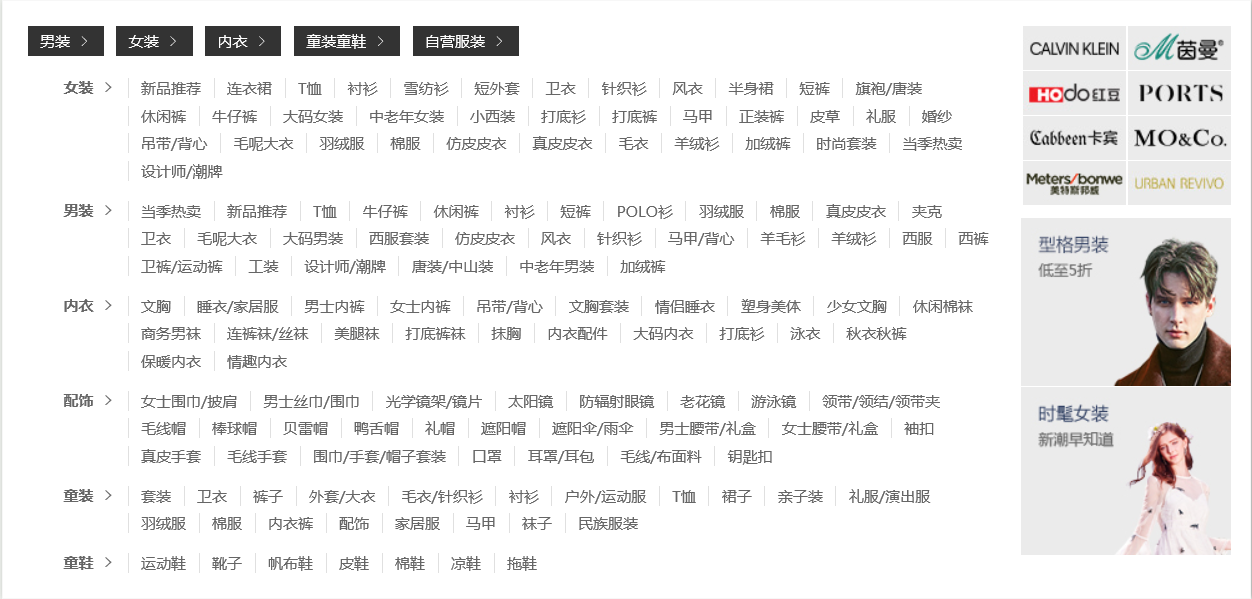 男装 女装 内衣 童装童鞋 自营服装
女装 新品推荐 连衣裙 T恤 衬衫 雪纺衫 短外套 卫衣 针织衫 风衣 半身裙 短裤 旗袍/唐装
休闲裤 牛仔裤 大码女装 中老年女装 小西装 打底衫 打底裤 马甲 正装裤 皮草 礼服 婚纱
吊带/背心 毛呢大衣 羽绒服 棉服 仿皮皮衣 真皮皮衣 毛衣 羊绒衫 加绒裤 时尚套装 当季热卖
设计师/潮牌
男装 当季热卖 新品推荐 T恤 牛仔裤 休闲裤 衬衫 短裤 POLO衫 羽绒服 棉服 真皮皮衣 夹克
卫衣 毛呢大衣 大码男装 西服套装 仿皮皮衣 风衣 针织衫 马甲/背心 羊毛衫 羊绒衫 西服 西裤
卫裤/运动裤 工装 设计师/潮牌 唐装/中山装 中老年男装 加绒裤
内衣 文胸 睡衣/家居服 男士内裤 女士内裤 吊带/背心 文胸套装 情侣睡衣 塑身美体 少女文胸 休闲棉袜
商务男袜 连裤袜/丝袜 美腿袜 打底裤袜 抹胸 内衣配件 大码内衣 打底衫 泳衣 秋衣秋裤
保暖内衣 情趣内衣
配饰 女士围巾/披肩 男士丝巾/围巾 光学镜架/镜片 太阳镜 防辐射眼镜 老花镜 游泳镜 领带/领结/领带夹
毛线帽 棒球帽 贝雷帽 鸭舌帽 礼帽 遮阳帽 遮阳伞/雨伞 男士腰带/礼盒 女士腰带/礼盒 袖扣
真皮手套 毛线手套 围巾/手套/帽子套装 口罩 耳罩/耳包 毛线/布面料 钥匙扣
童装 套装 卫衣 裤子 外套/大衣 毛衣/针织衫 衬衫 户外/运动服 T恤 裙子 亲子装 礼服/演出服
羽绒服 棉服 内衣裤 配饰 家居服 马甲 袜子 民族服装
童鞋 运动鞋 靴子 帆布鞋 皮鞋 棉鞋 凉鞋 拖鞋
CALVIN KLEIN M茵曼®
HOdo红豆 PORTS
Cabbeen卡宾 MO&Co.
Meters/bonwe
美特斯邦威 URBAN REVIVO
型格男装
低至5折
时髦女装
新潮早知道